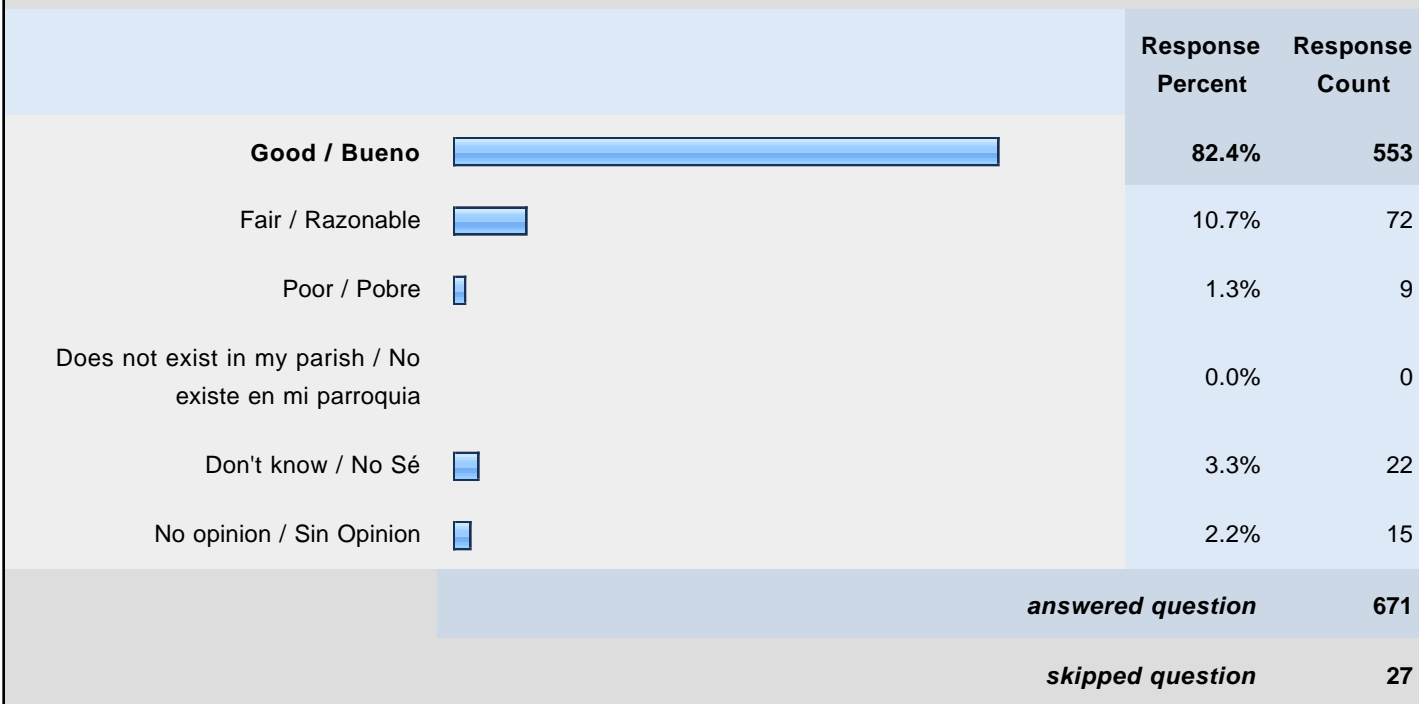 Response Percent Response Count
Good / Bueno 82.4% 553
Fair / Razonable 10.7% 72
Poor / Pobre 1.3% 9
Does not exist in my parish / No
existe en mi parroquia 0.0% 0
Don't know / No Sé 3.3% 22
No opinion / Sin Opinion 2.2% 15
answered question 671
skipped question 27